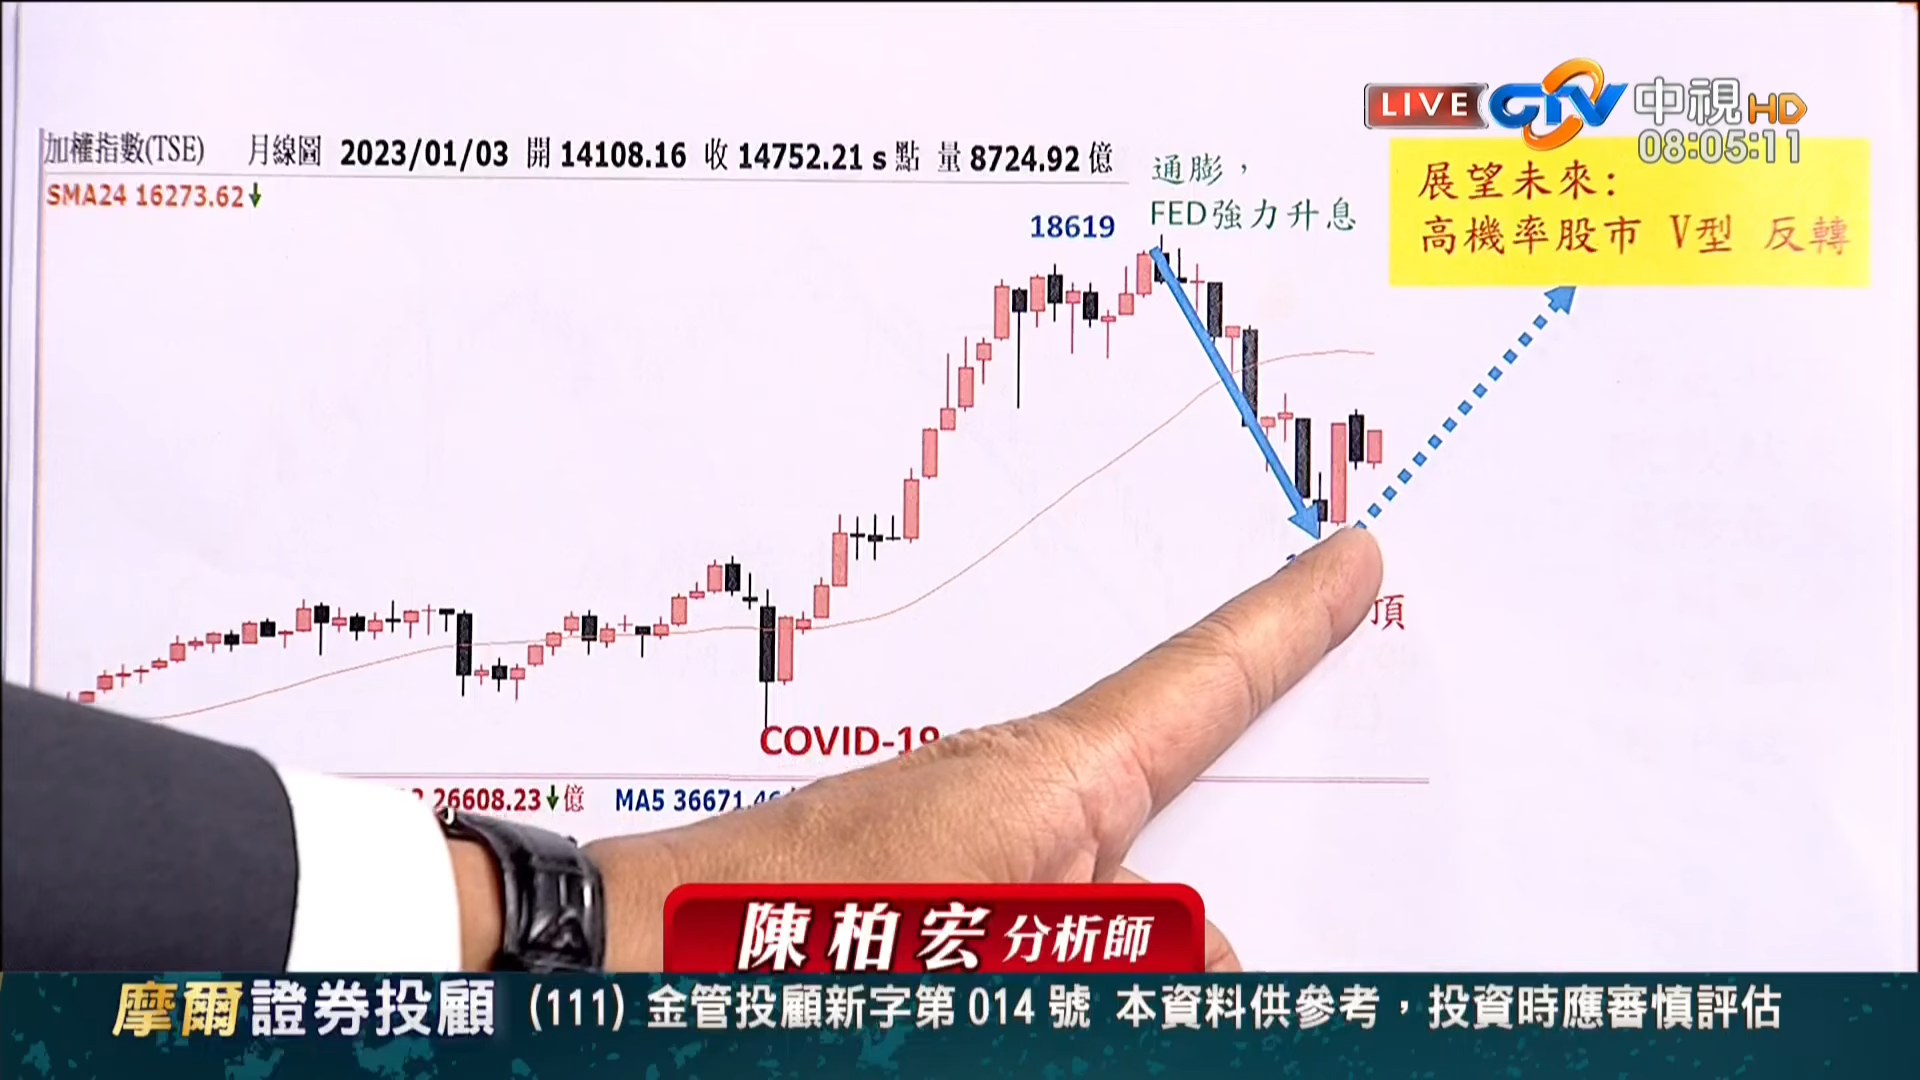 LIVE CTV 中視HD
08:05:11
加權指數(TSE) 月線圖 2023/01/03 開 14108.16 收 14752.21 s 點 量 8724.92 億
SMA24 16273.62↓
18619
通膨，
FED強力升息
展望未來:
高機率股市 V型 反轉
頂
COVID-19
26608.23↓億 MA5 36671.46
陳柏宏 分析師
摩爾證券投顧 (111) 金管投顧新字第 014 號 本資料供參考，投資時應審慎評估